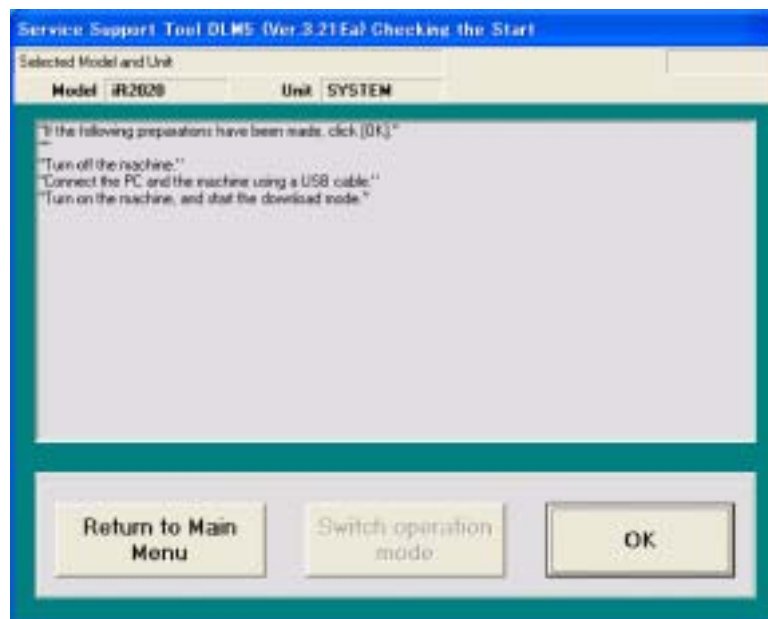 Service Support Tool DLMS (Ver.3.21Ea) Checking the Start
Selected Model and Unit
Model iR2020 Unit SYSTEM
"If the following preparations have been made, click [OK]."
""
"Turn off the machine."
"Connect the PC and the machine using a USB cable."
"Turn on the machine, and start the download mode."
Return to Main
Menu
Switch operation
mode
OK